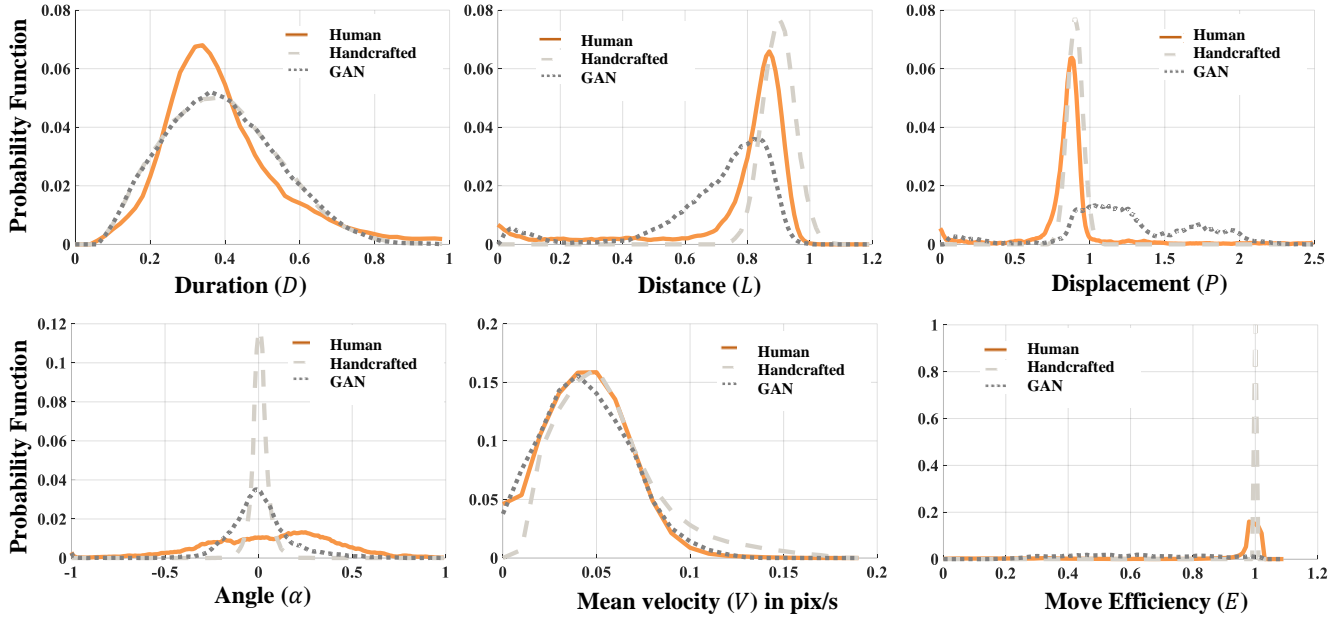 Probability Function
0.08
0.06
0.04
0.02
0
0 0.2 0.4 0.6 0.8 1
Human
Handcrafted
GAN
Duration (D)
0.08
0.06
0.04
0.02
0
0 0.2 0.4 0.6 0.8 1.0 1.2
Human
Handcrafted
GAN
Distance (L)
0.08
0.06
0.04
0.02
0
0 0.5 1 1.5 2 2.5
Human
Handcrafted
GAN
Displacement (P)
Probability Function
0.12
0.1
0.08
0.06
0.04
0.02
0
-1 -0.5 0 0.5 1
Human
Handcrafted
GAN
Angle (α)
0.2
0.15
0.1
0.05
0
0 0.05 0.1 0.15 0.2
Human
Handcrafted
GAN
Mean velocity (V) in pix/s
1
0.8
0.6
0.4
0.2
0
0 0.2 0.4 0.6 0.8 1 1.2
Human
Handcrafted
GAN
Move Efficiency (E)